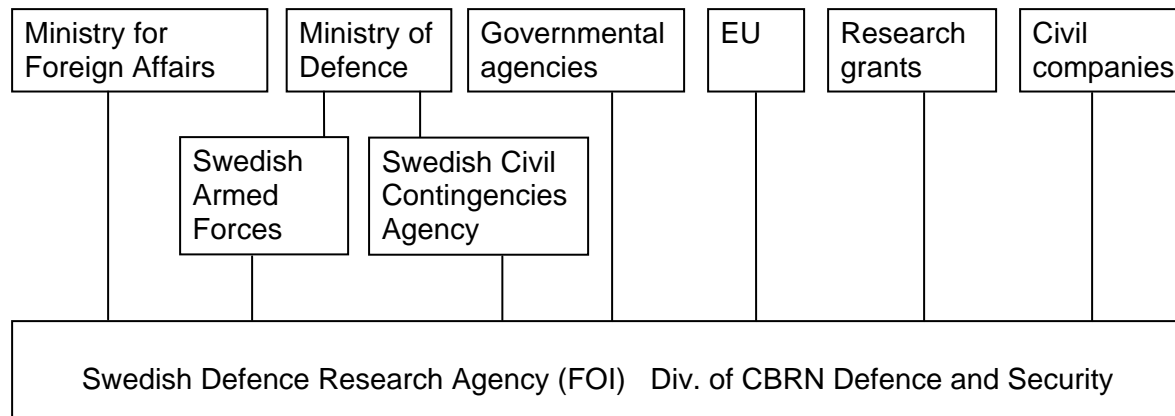 Ministry for
Foreign Affairs
Ministry of
Defence
Governmental
agencies
EU
Research
grants
Civil
companies
Swedish
Armed
Forces
Swedish Civil
Contingencies
Agency
Swedish Defence Research Agency (FOI) Div. of CBRN Defence and Security